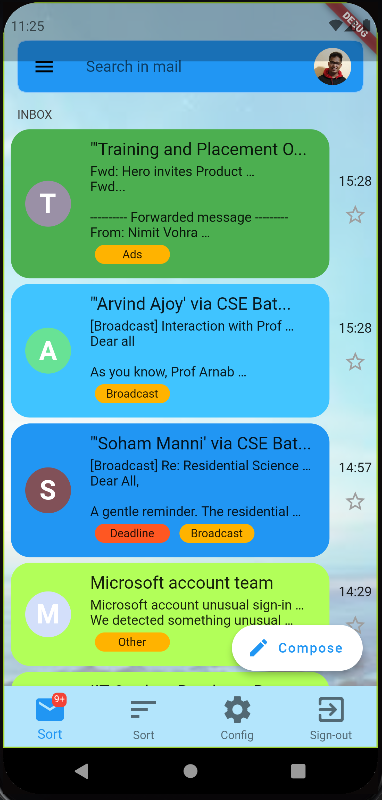 11:25
DEBUG
Search in mail
INBOX
"'Training and Placement O...
Fwd: Hero invites Product ...
Fwd...
---------- Forwarded message ---------
From: Nimit Vohra ...
Ads
15:28
T
"'Arvind Ajoy' via CSE Bat...
[Broadcast] Interaction with Prof ...
Dear all
As you know, Prof Arnab ...
Broadcast
15:28
A
"'Soham Manni' via CSE Bat...
[Broadcast] Re: Residential Science ...
Dear All,
A gentle reminder. The residential ...
Deadline Broadcast
14:57
S
Microsoft account team
Microsoft account unusual sign-in ...
We detected something unusual ...
Other
14:29
M
Compose
9+
Sort
Sort
Config
Sign-out